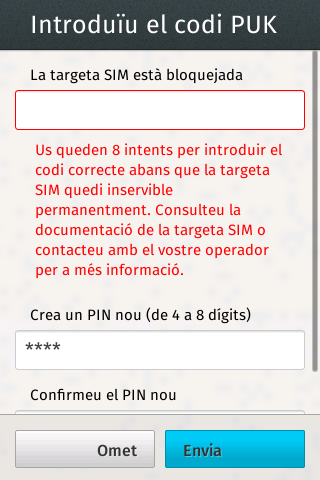 Introduïu el codi PUK
La targeta SIM està bloquejada
Us queden 8 intents per introduir el
codi correcte abans que la targeta
SIM quedi inservible
permanentment. Consulteu la
documentació de la targeta SIM o
contacteu amb el vostre operador
per a més informació.
Crea un PIN nou (de 4 a 8 dígits)
****
Confirmeu el PIN nou
Omet
Envia